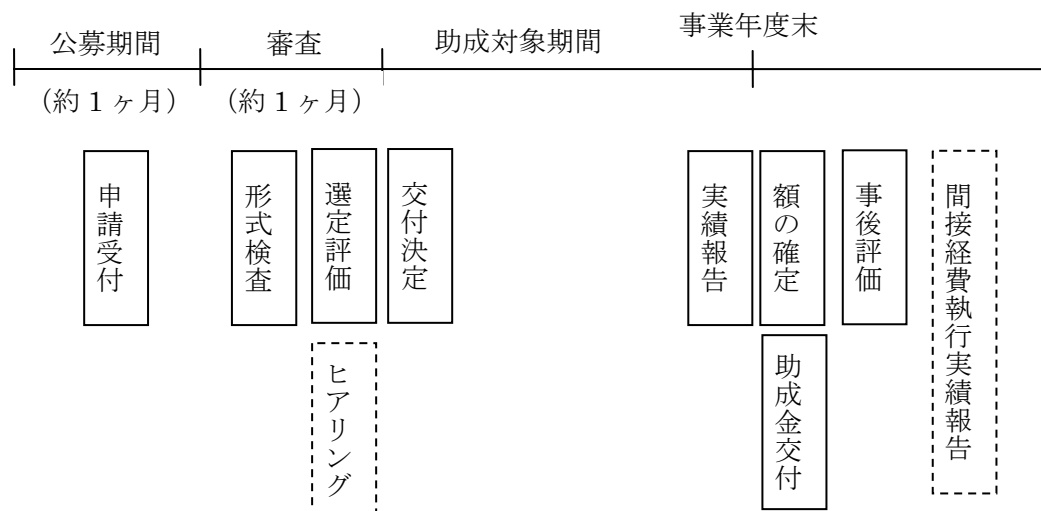 公募期間
審査
助成対象期間
事業年度末
（約１ヶ月）
（約１ヶ月）
申請受付
形式検査
選定評価
交付決定
実績報告
額の確定
事後評価
間接経費執行実績報告
ヒアリング
助成金交付